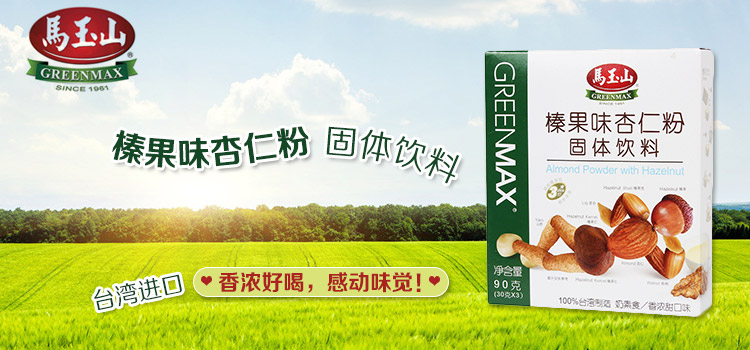 馬玉山
GREENMAX
SINCE 1961
榛果味杏仁粉 固体饮料
台湾进口
❤香浓好喝，感动味觉！❤
GREENMAX®
馬玉山
GREENMAX
SINCE 1961
榛果味杏仁粉
固体饮料
Almond Powder with Hazelnut
净含量
90克
(30克X3)
100%台湾制造 奶素食/香浓甜口味